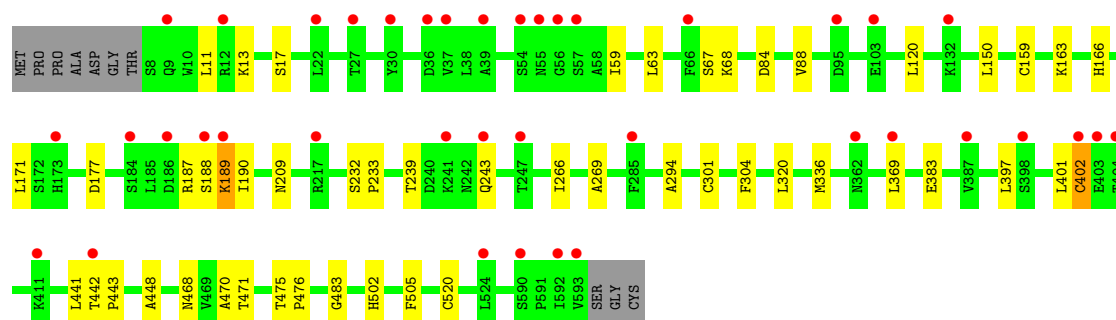 MET PRO PRO ALA ASP GLY THR S8 Q9 W10 L11 R12 K13 S17 L22 T27 Y30 D36 V37 L38 A39 S54 N55 G56 S57 A58 I59 L63 F66 S67 K68 D84 V88 D95 E103 L120 K132 L150 C159 K163 H166
L171 S172 H173 D177 S184 L185 D186 R187 S188 K189 I190 N209 R217 S232 P233 T239 D240 K241 N242 Q243 T247 I266 A269 F285 A294 C301 F304 L320 M336 N362 L369 E383 V387 L397 S398 L401 C402 E403 T404
K411 L441 T442 P443 A448 N468 V469 A470 T471 T475 P476 G483 H502 F505 C520 L524 S590 P591 I592 V593 SER GLY CYS